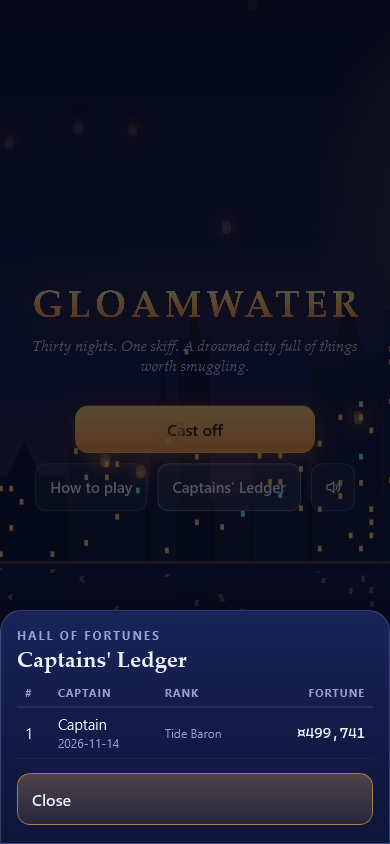 GLOAMWATER
Thirty nights. One skiff. A drowned city full of things
worth smuggling.
Cast off
How to play
Captains' Ledger
HALL OF FORTUNES
Captains' Ledger
# CAPTAIN RANK FORTUNE
1 Captain Tide Baron ¤499,741
2026-11-14
Close